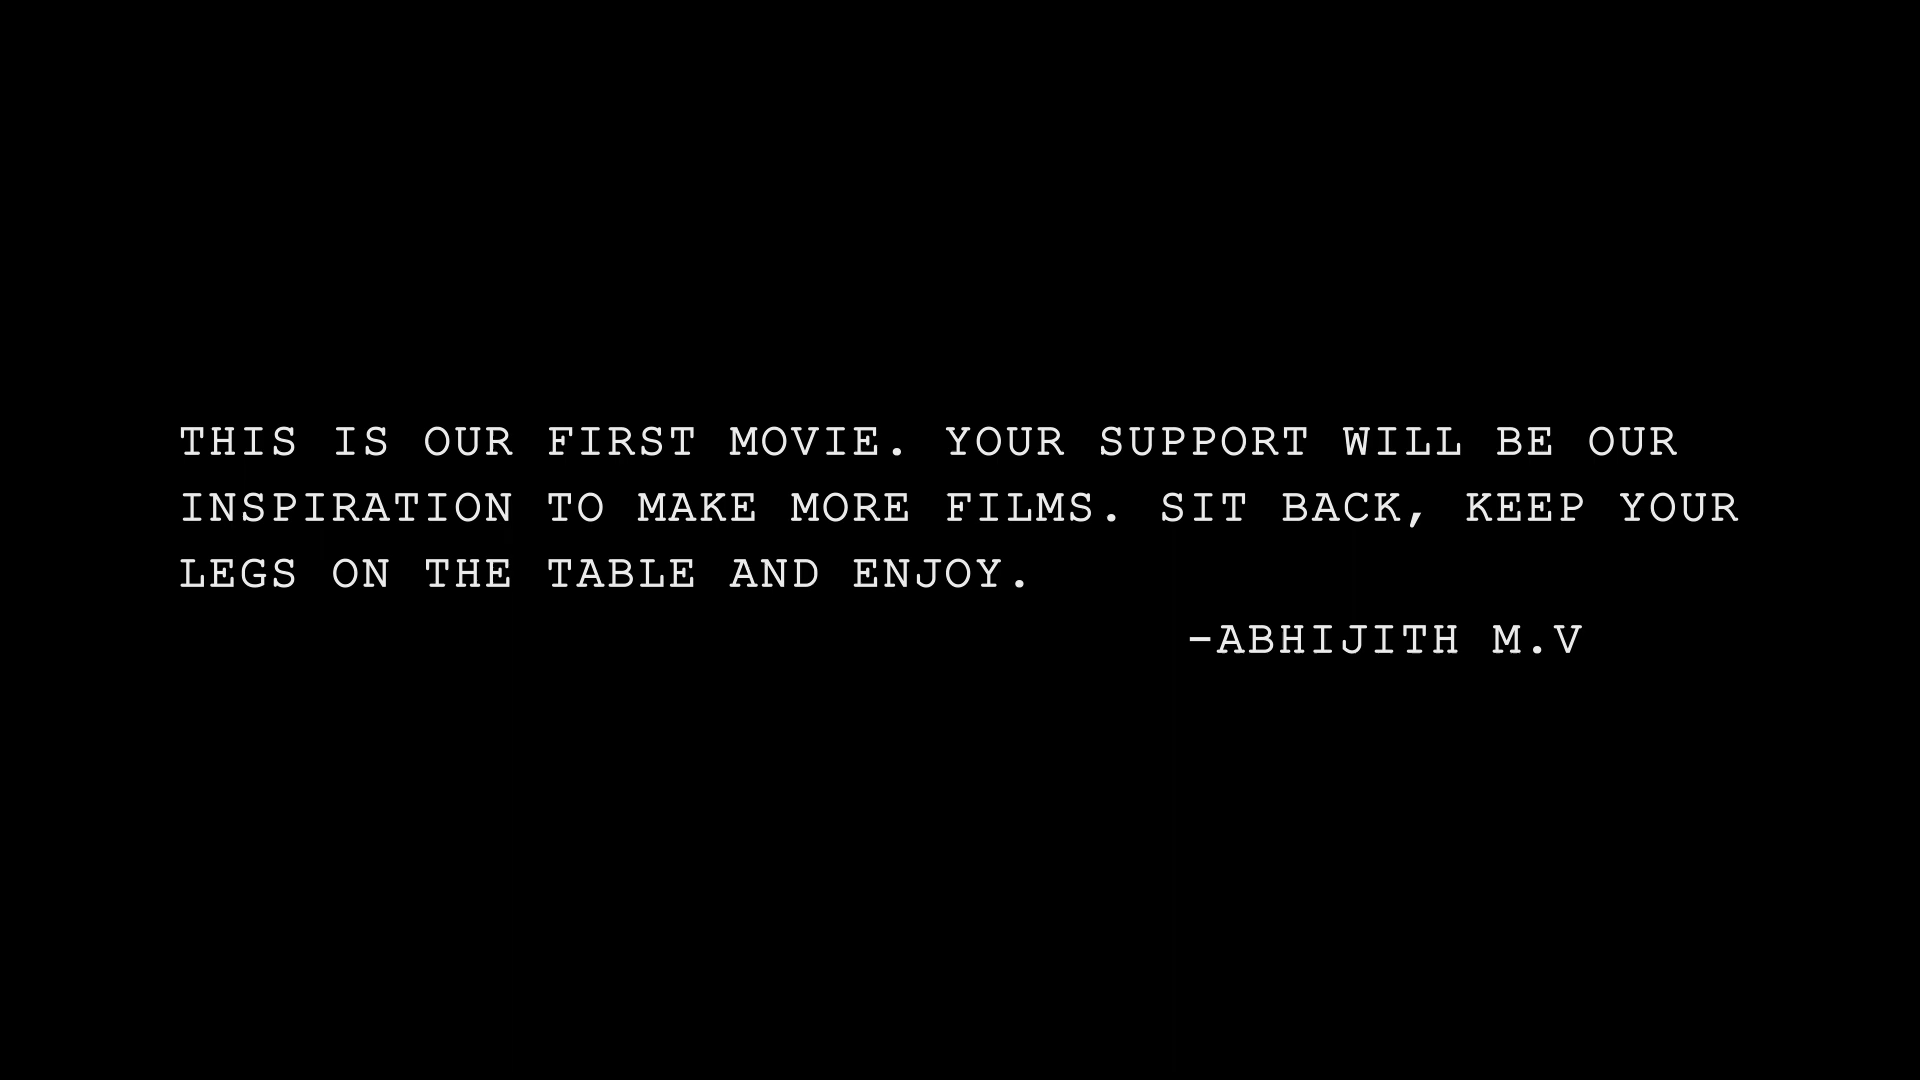 THIS IS OUR FIRST MOVIE. YOUR SUPPORT WILL BE OUR
INSPIRATION TO MAKE MORE FILMS. SIT BACK, KEEP YOUR
LEGS ON THE TABLE AND ENJOY.
-ABHIJITH M.V